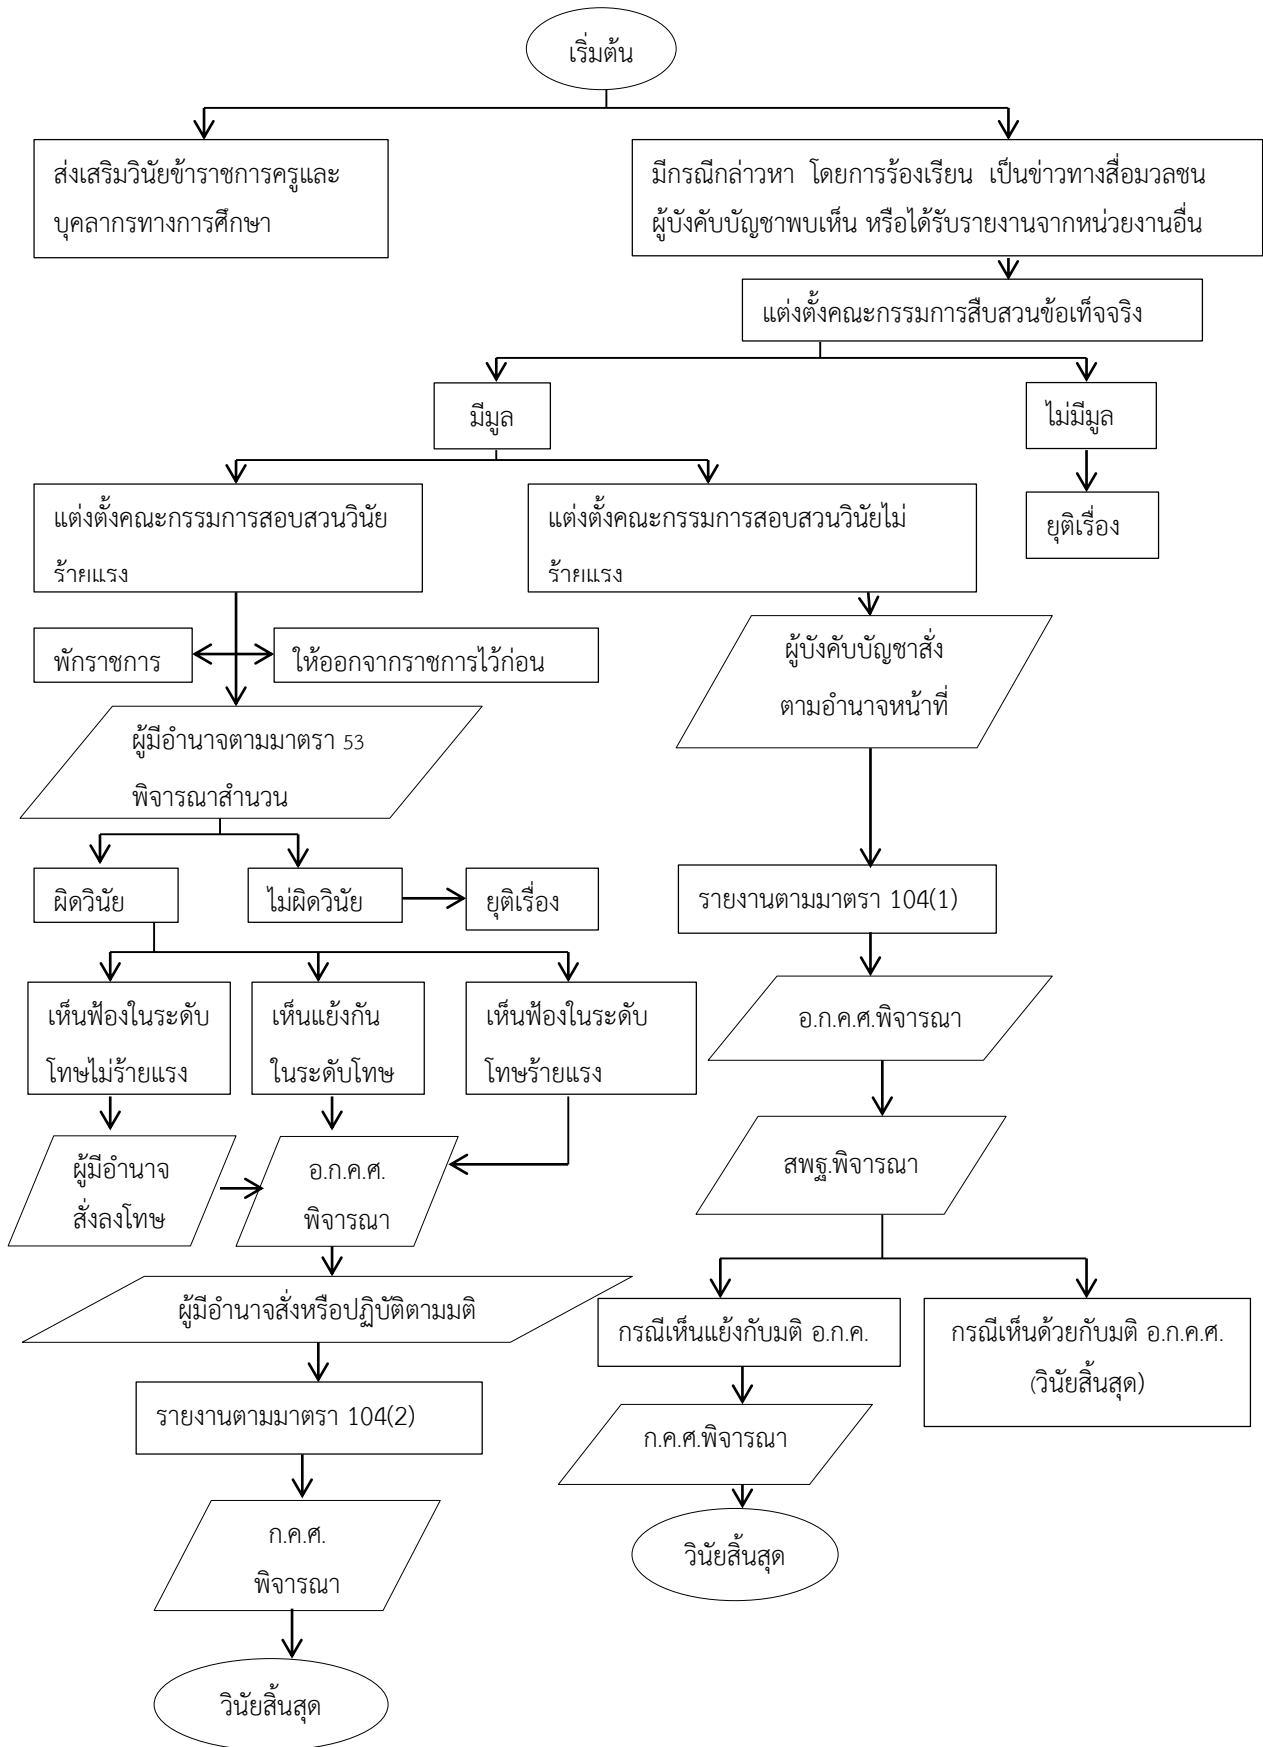 เริ่มต้น
ส่งเสริมวินัยข้าราชการครูและ
บุคลากรทางการศึกษา
มีกรณีกล่าวหา โดยการร้องเรียน เป็นข่าวทางสื่อมวลชน
ผู้บังคับบัญชาพบเห็น หรือได้รับรายงานจากหน่วยงานอื่น
แต่งตั้งคณะกรรมการสืบสวนข้อเท็จจริง
มีมูล
ไม่มีมูล
ยุติเรื่อง
แต่งตั้งคณะกรรมการสอบสวนวินัย
ร้ายแรง
แต่งตั้งคณะกรรมการสอบสวนวินัยไม่
ร้ายแรง
พักราชการ
ให้ออกจากราชการไว้ก่อน
ผู้บังคับบัญชาสั่ง
ตามอำนาจหน้าที่
ผู้มีอำนาจตามมาตรา 53
พิจารณาสำนวน
ผิดวินัย
ไม่ผิดวินัย
ยุติเรื่อง
รายงานตามมาตรา 104(1)
เห็นฟ้องในระดับ
โทษไม่ร้ายแรง
เห็นแย้งกัน
ในระดับโทษ
เห็นฟ้องในระดับ
โทษร้ายแรง
อ.ก.ค.ศ.พิจารณา
ผู้มีอำนาจ
สั่งลงโทษ
อ.ก.ค.ศ.
พิจารณา
สพฐ.พิจารณา
ผู้มีอำนาจสั่งหรือปฏิบัติตามมติ
กรณีเห็นแย้งกับมติ อ.ก.ค.
กรณีเห็นด้วยกับมติ อ.ก.ค.ศ.
(วินัยสิ้นสุด)
รายงานตามมาตรา 104(2)
ก.ค.ศ.พิจารณา
ก.ค.ศ.
พิจารณา
วินัยสิ้นสุด
วินัยสิ้นสุด